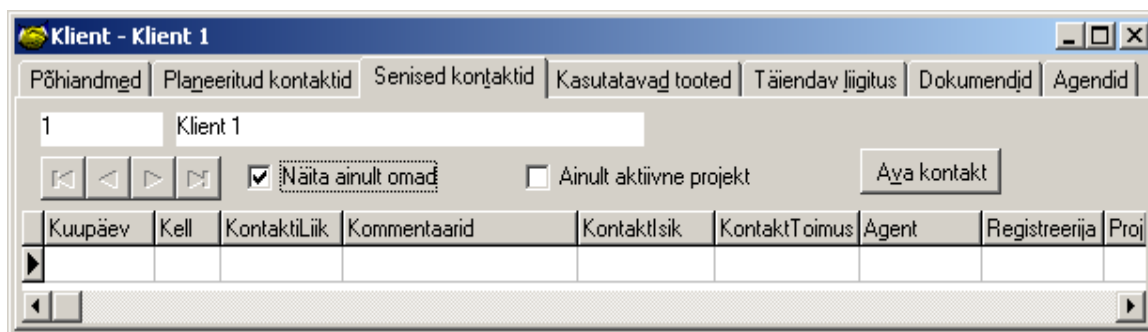 Klient - Klient 1
Põhiandmed Planeeritud kontaktid Senised kontaktid Kasutatavad tooted Täiendav liigitus Dokumendid Agendid
1 Klient 1
Näita ainult omad Ainult aktiivne projekt Ava kontakt
Kuupäev Kell KontaktiLiik Kommentaarid KontaktIsik KontaktToimus Agent Registreerija Proj